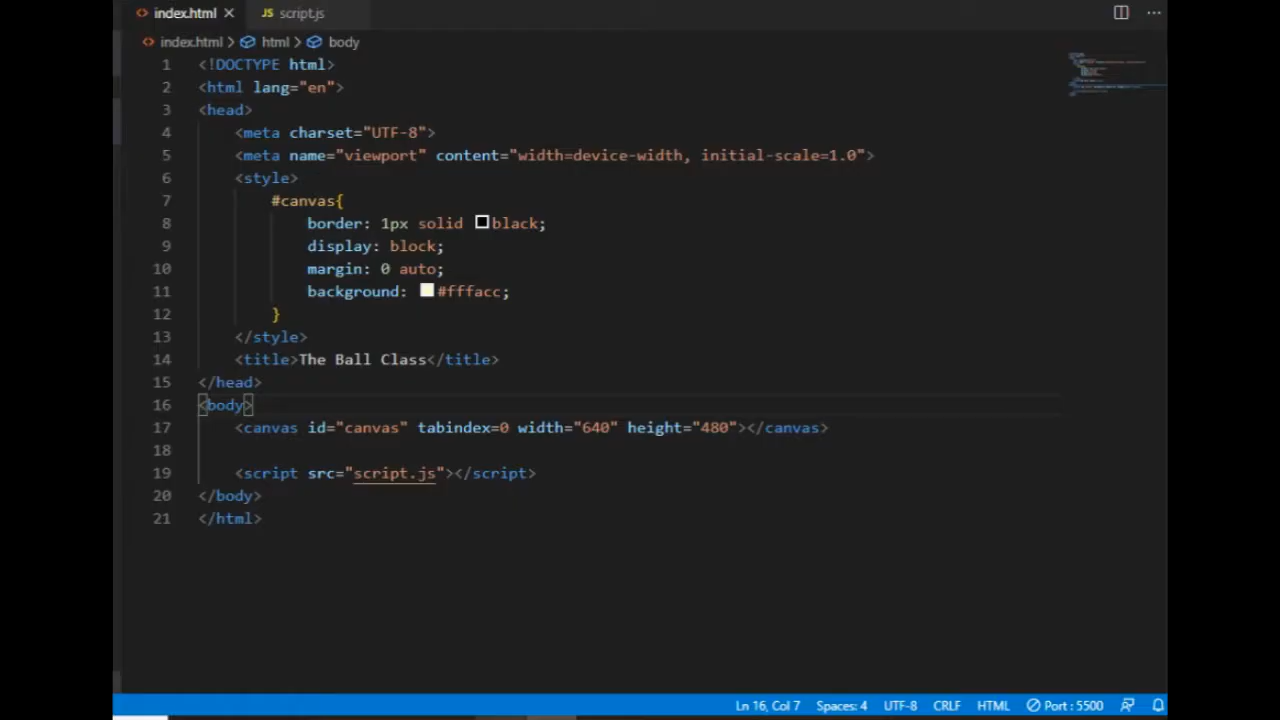 index.html
JS script.js
index.html > html > body
1 <!DOCTYPE html>
2 <html lang="en">
3 <head>
4 <meta charset="UTF-8">
5 <meta name="viewport" content="width=device-width, initial-scale=1.0">
6 <style>
7 #canvas{
8 border: 1px solid black;
9 display: block;
10 margin: 0 auto;
11 background: #fffacc;
12 }
13 </style>
14 <title>The Ball Class</title>
15 </head>
16 <body>
17 <canvas id="canvas" tabindex=0 width="640" height="480"></canvas>
18
19 <script src="script.js"></script>
20 </body>
21 </html>
Ln 16, Col 7 Spaces: 4 UTF-8 CRLF HTML Port : 5500